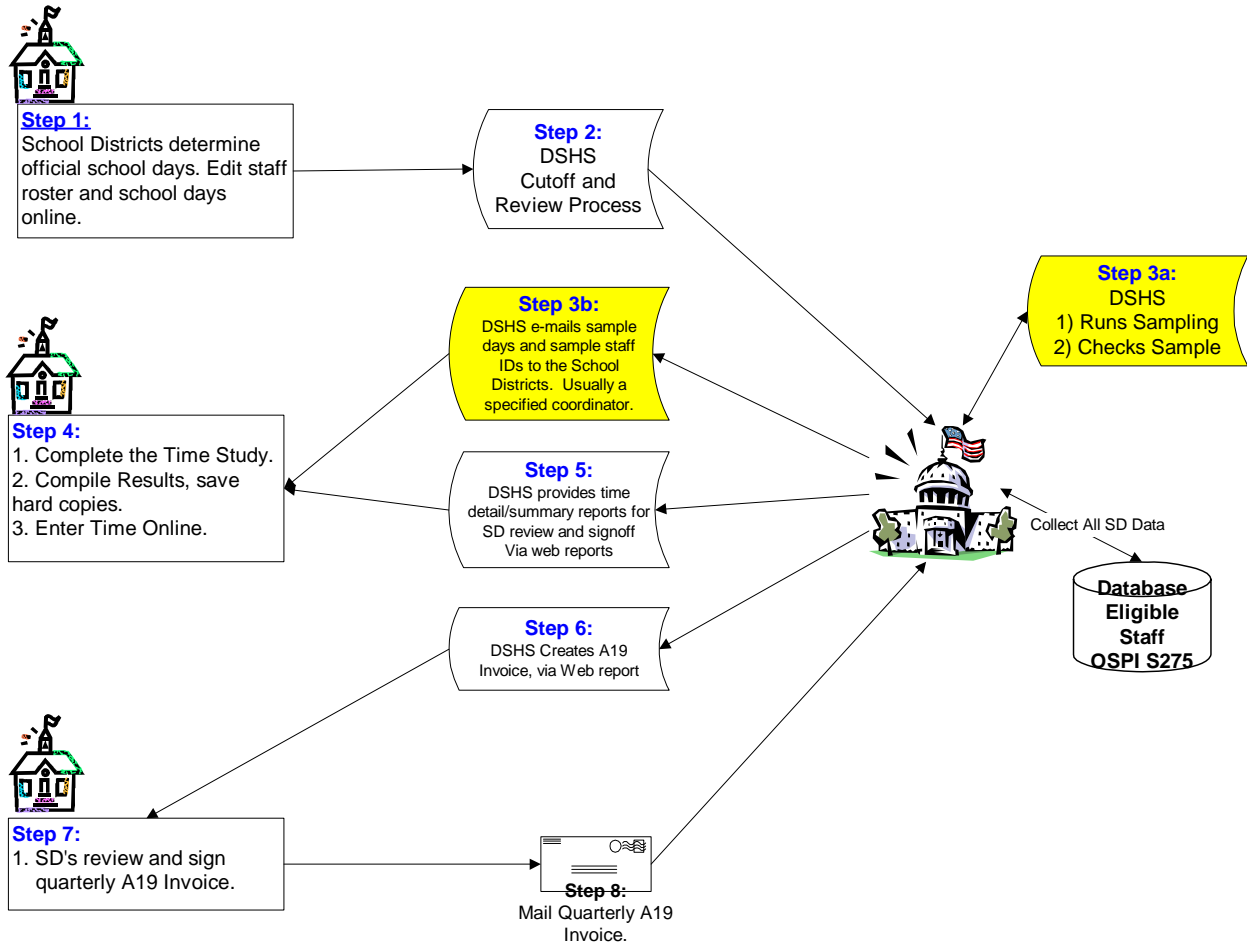 Step 1:
School Districts determine
official school days. Edit staff
roster and school days
online.
Step 2:
DSHS
Cutoff and
Review Process
Step 3a:
DSHS
1) Runs Sampling
2) Checks Sample
Step 3b:
DSHS e-mails sample
days and sample staff
IDs to the School
Districts. Usually a
specified coordinator.
Step 4:
1. Complete the Time Study.
2. Compile Results, save
hard copies.
3. Enter Time Online.
Step 5:
DSHS provides time
detail/summary reports for
SD review and signoff
Via web reports
Collect All SD Data
Database
Eligible
Staff
OSPI S275
Step 6:
DSHS Creates A19
Invoice, via Web report
Step 7:
1. SD's review and sign
quarterly A19 Invoice.
Step 8:
Mail Quarterly A19
Invoice.